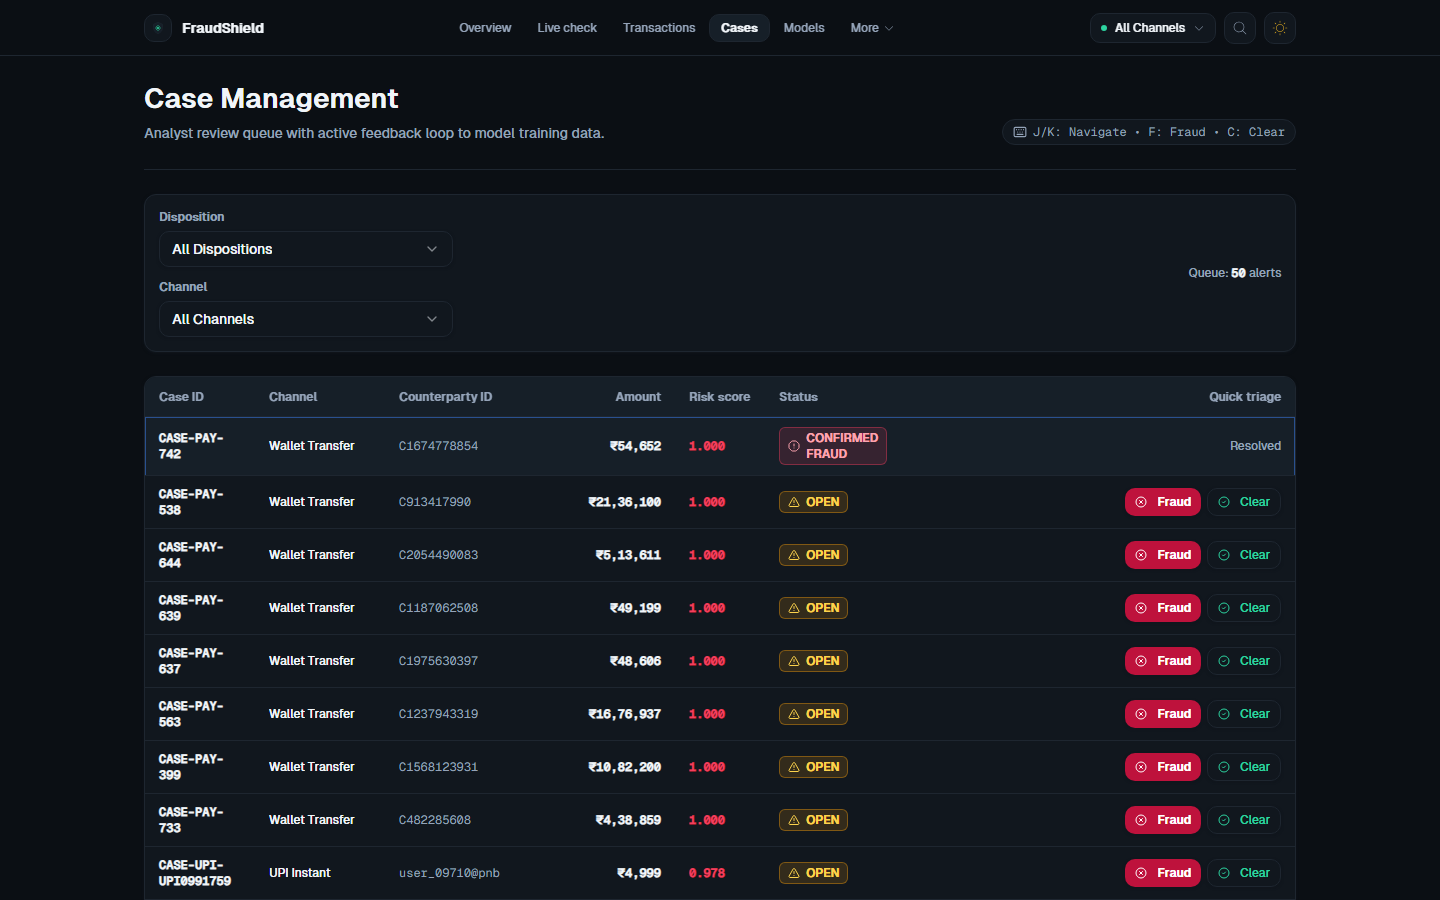 FraudShield
Overview Live check Transactions Cases Models More
All Channels
Case Management
Analyst review queue with active feedback loop to model training data.
J/K: Navigate • F: Fraud • C: Clear
Disposition
All Dispositions
Queue: 50 alerts
Channel
All Channels
Case ID Channel Counterparty ID Amount Risk score Status Quick triage
CASE-PAY-
742
Wallet Transfer C1674778854 ₹54,652 1.000
CONFIRMED
FRAUD
Resolved
CASE-PAY-
538
Wallet Transfer C913417990 ₹21,36,100 1.000 OPEN Fraud Clear
CASE-PAY-
644
Wallet Transfer C2054490083 ₹5,13,611 1.000 OPEN Fraud Clear
CASE-PAY-
639
Wallet Transfer C1187062508 ₹49,199 1.000 OPEN Fraud Clear
CASE-PAY-
637
Wallet Transfer C1975630397 ₹48,606 1.000 OPEN Fraud Clear
CASE-PAY-
563
Wallet Transfer C1237943319 ₹16,76,937 1.000 OPEN Fraud Clear
CASE-PAY-
399
Wallet Transfer C1568123931 ₹10,82,200 1.000 OPEN Fraud Clear
CASE-PAY-
733
Wallet Transfer C482285608 ₹4,38,859 1.000 OPEN Fraud Clear
CASE-UPI-
UPI0991759
UPI Instant user_09710@pnb ₹4,999 0.978 OPEN Fraud Clear